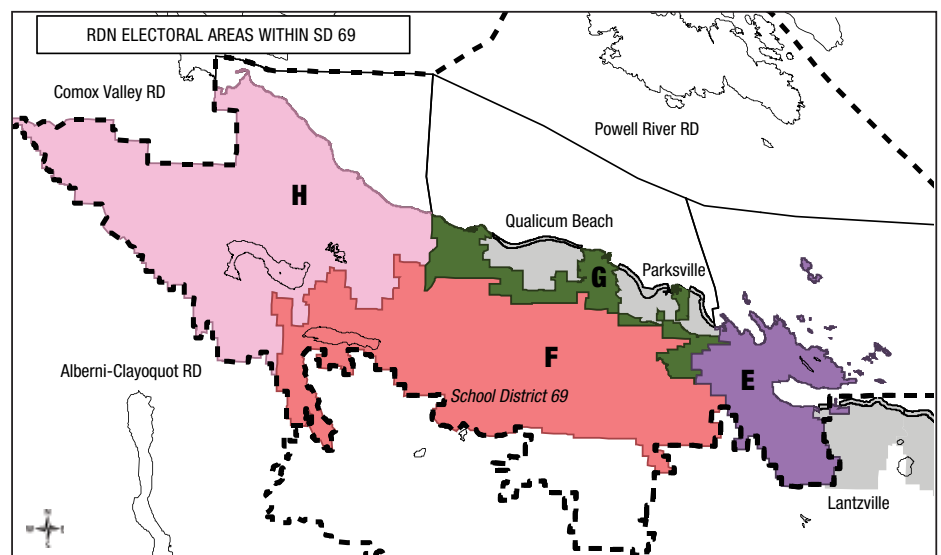 RDN ELECTORAL AREAS WITHIN SD 69
Comox Valley RD
Powell River RD
H
Qualicum Beach
G
Parksville
F
E
Alberni-Clayoquot RD
School District 69
Lantzville